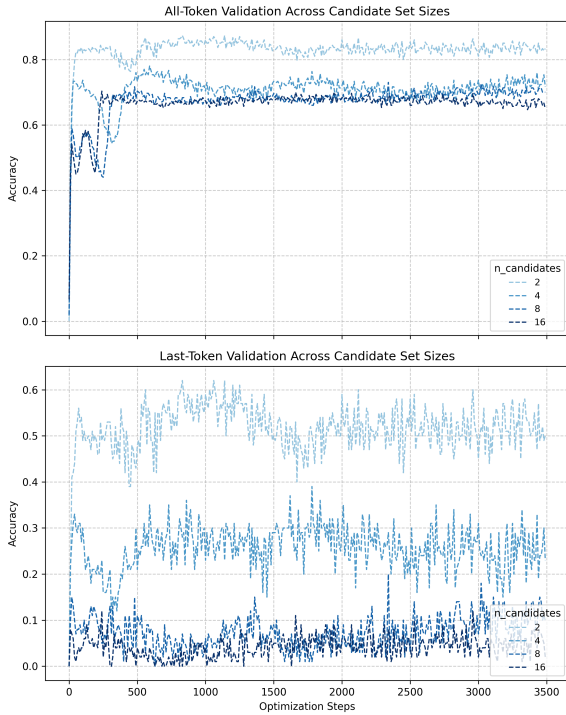 All-Token Validation Across Candidate Set Sizes
Accuracy
0.8
0.6
0.4
0.2
0.0
n_candidates
2
4
8
16
Last-Token Validation Across Candidate Set Sizes
Accuracy
0.6
0.5
0.4
0.3
0.2
0.1
0.0
n_candidates
2
4
8
16
0 500 1000 1500 2000 2500 3000 3500
Optimization Steps